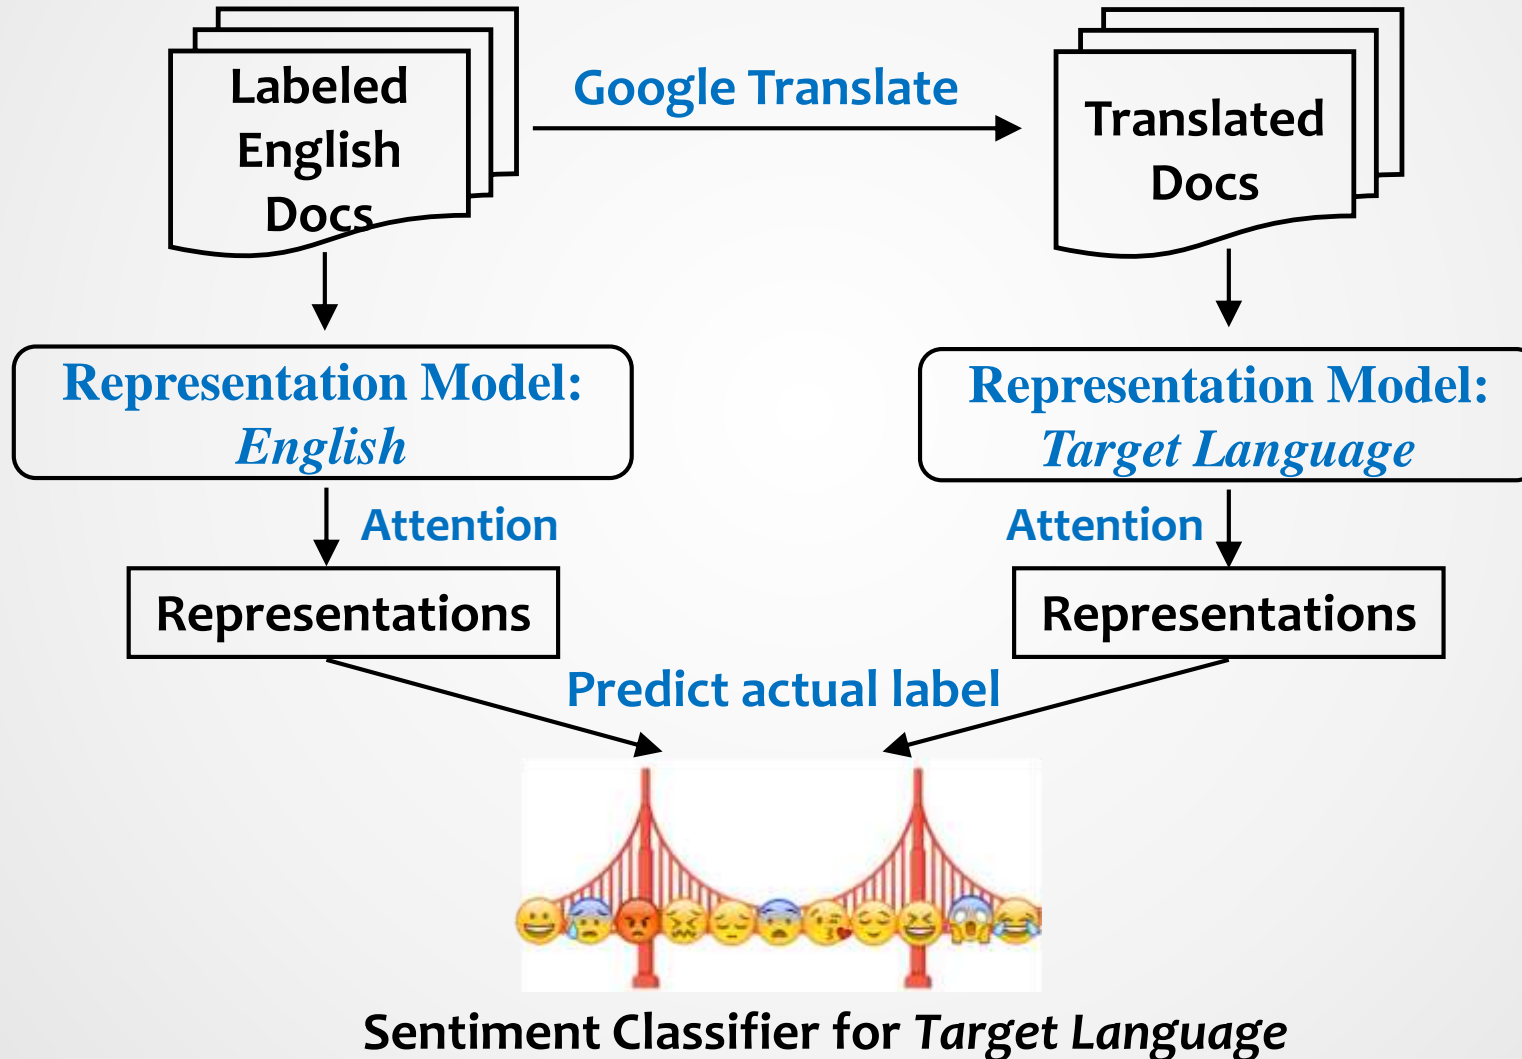 Labeled
English
Docs
Google Translate
Translated
Docs
Representation Model:
English
Representation Model:
Target Language
Attention
Attention
Representations
Representations
Predict actual label
Sentiment Classifier for Target Language